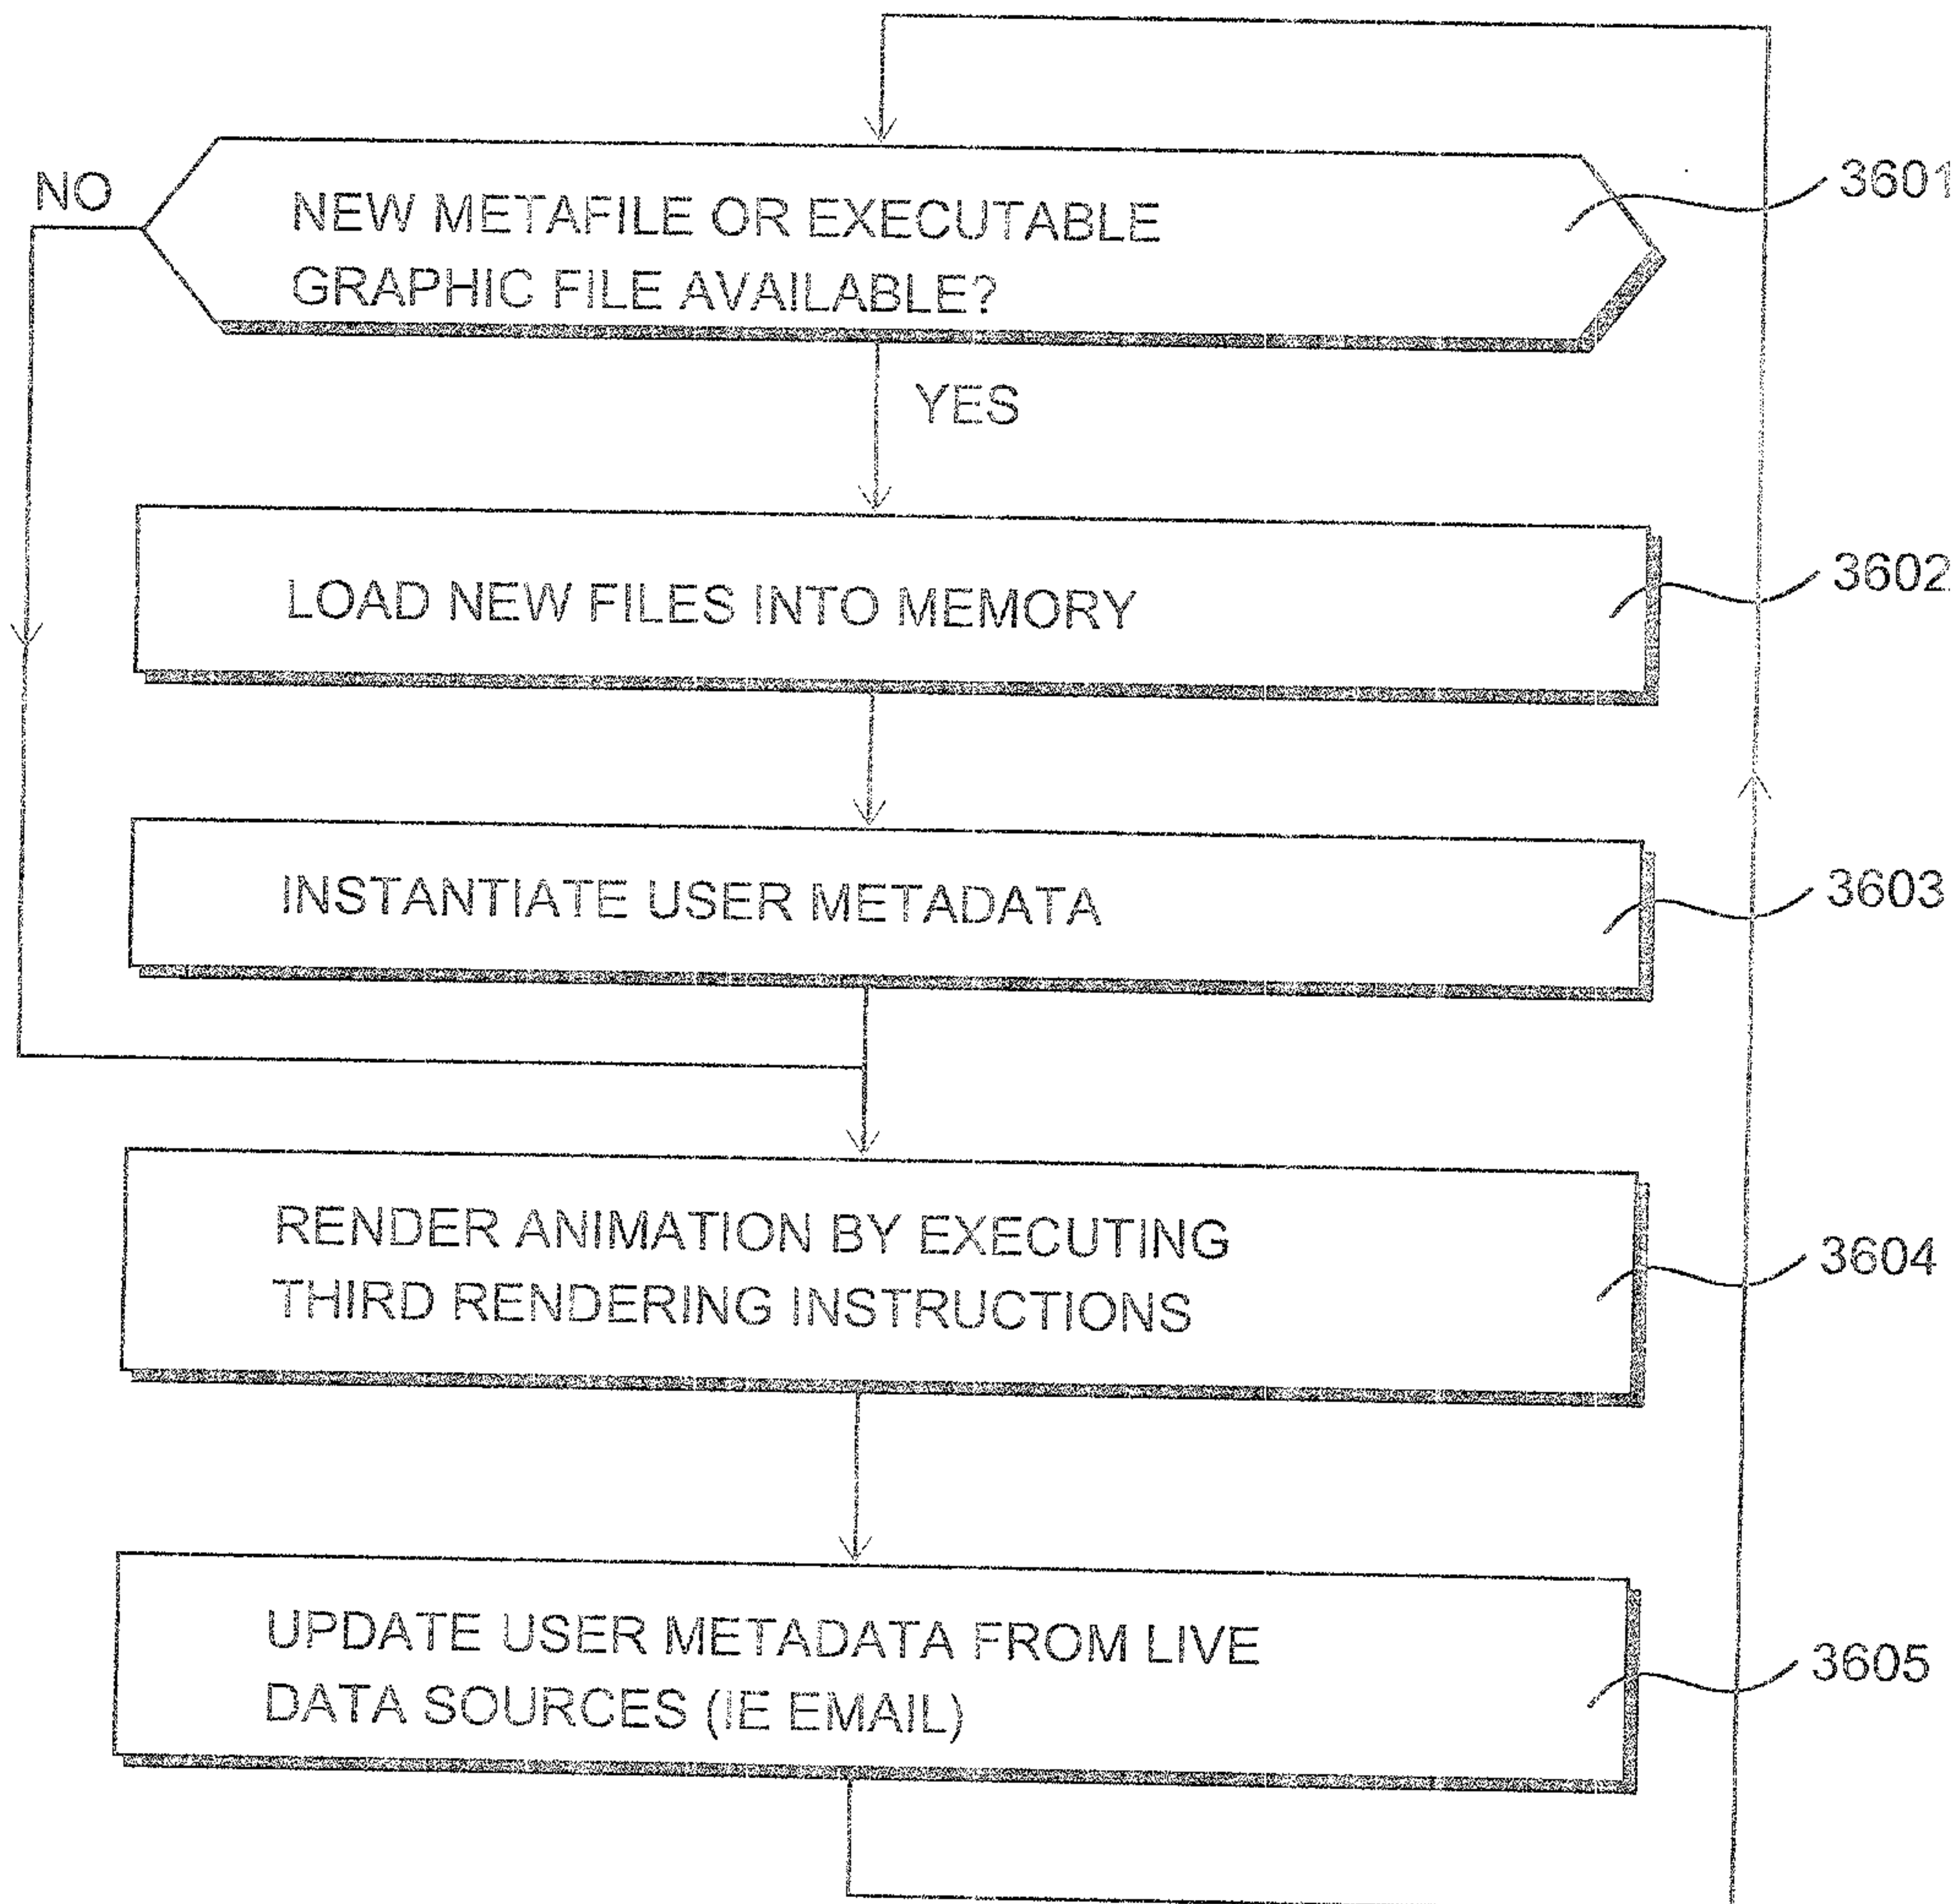 NO
NEW METAFILE OR EXECUTABLE
GRAPHIC FILE AVAILABLE?
3601
YES
LOAD NEW FILES INTO MEMORY
3602
INSTANTIATE USER METADATA
3603
RENDER ANIMATION BY EXECUTING
THIRD RENDERING INSTRUCTIONS
3604
UPDATE USER METADATA FROM LIVE
DATA SOURCES (IE EMAIL)
3605